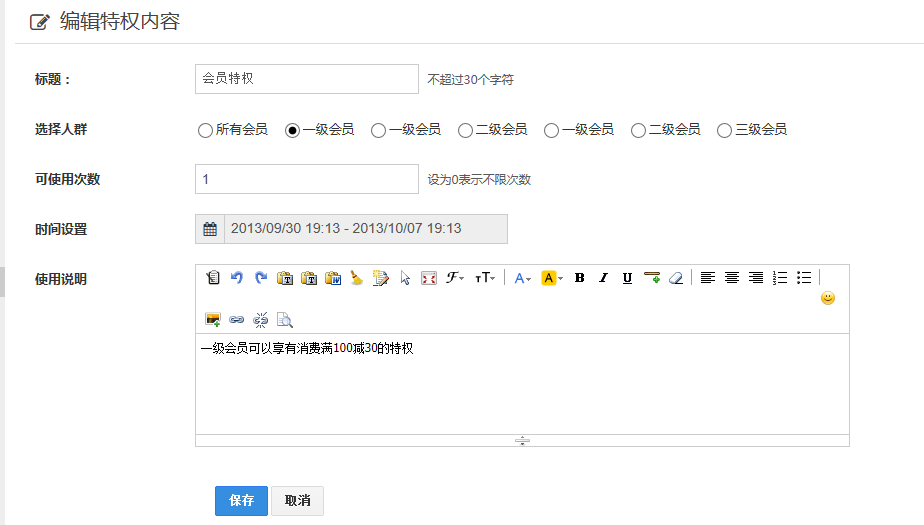 编辑特权内容
标题： 会员特权 不超过30个字符
选择人群 所有会员 一级会员 一级会员 二级会员 一级会员 二级会员 三级会员
可使用次数 1 设为0表示不限次数
时间设置 2013/09/30 19:13 - 2013/10/07 19:13
使用说明
一级会员可以享有消费满100减30的特权
保存 取消